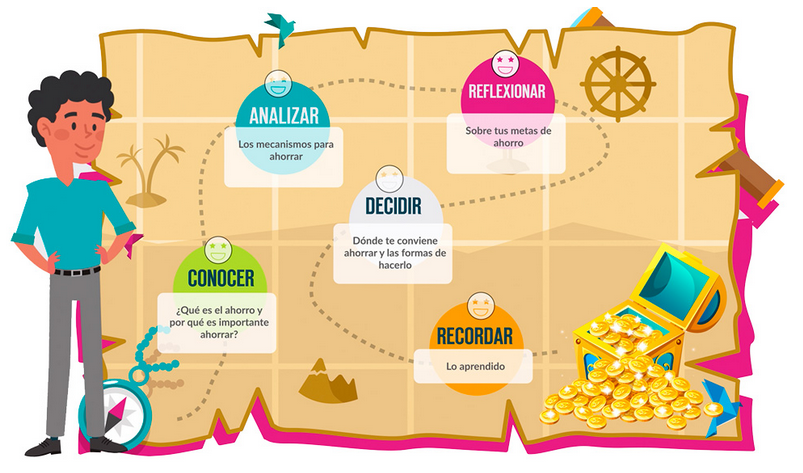 CONOCER
¿Qué es el ahorro y
por qué es importante
ahorrar?
ANALIZAR
Los mecanismos para
ahorrar
REFLEXIONAR
Sobre tus metas de
ahorro
DECIDIR
Dónde te conviene
ahorrar y las formas de
hacerlo
RECORDAR
Lo aprendido